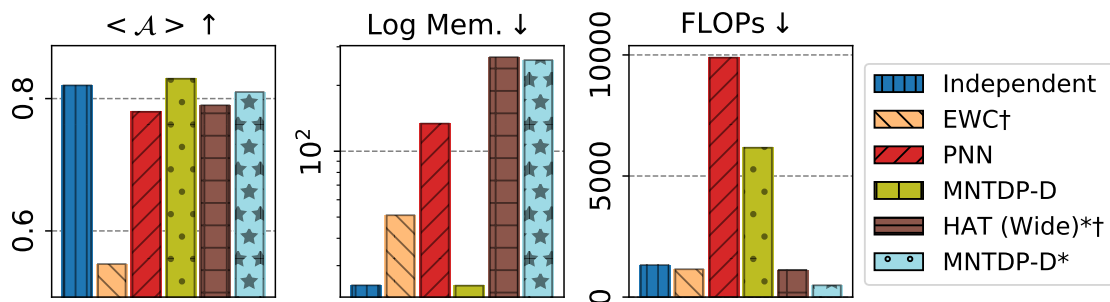 < 𝒜 > ↑
0.8
0.6
Log Mem. ↓
10²
FLOPs ↓
10000
5000
0
Independent
EWC†
PNN
MNTDP-D
HAT (Wide)*†
MNTDP-D*